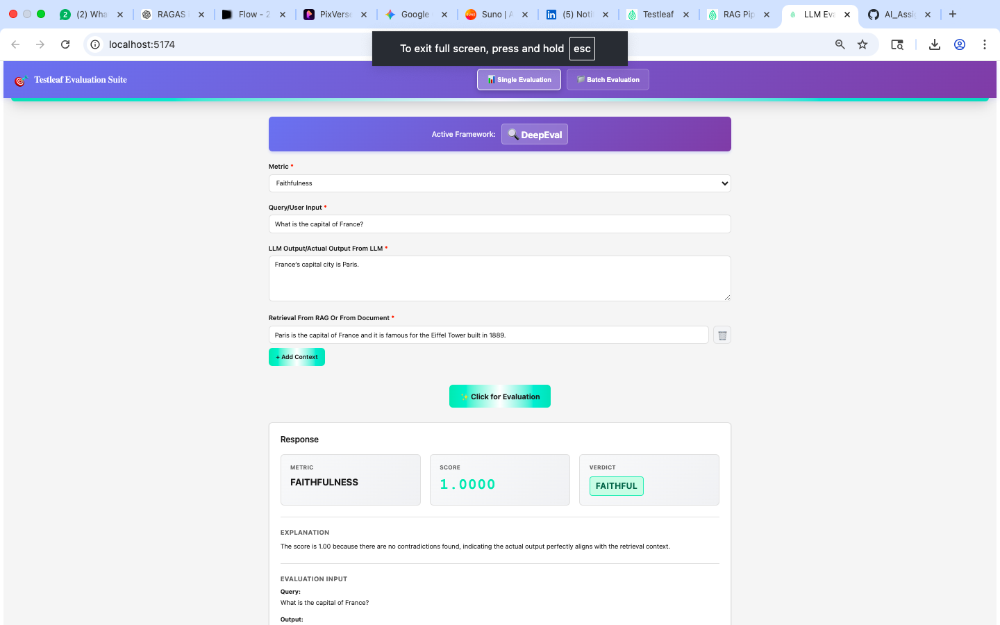 (2) Wha
RAGAS
Flow - 2
PixVerse
Google
Suno | A
(5) Noti
Testleaf
RAG Pip
LLM Eva
AI_Assi
localhost:5174
To exit full screen, press and hold esc
Testleaf Evaluation Suite
Single Evaluation
Batch Evaluation
Active Framework: DeepEval
Metric *
Faithfulness
Query/User Input *
What is the capital of France?
LLM Output/Actual Output From LLM *
France's capital city is Paris.
Retrieval From RAG Or From Document *
Paris is the capital of France and it is famous for the Eiffel Tower built in 1889.
+ Add Context
✨ Click for Evaluation
Response
METRIC
FAITHFULNESS
SCORE
1.0000
VERDICT
FAITHFUL
EXPLANATION
The score is 1.00 because there are no contradictions found, indicating the actual output perfectly aligns with the retrieval context.
EVALUATION INPUT
Query:
What is the capital of France?
Output: